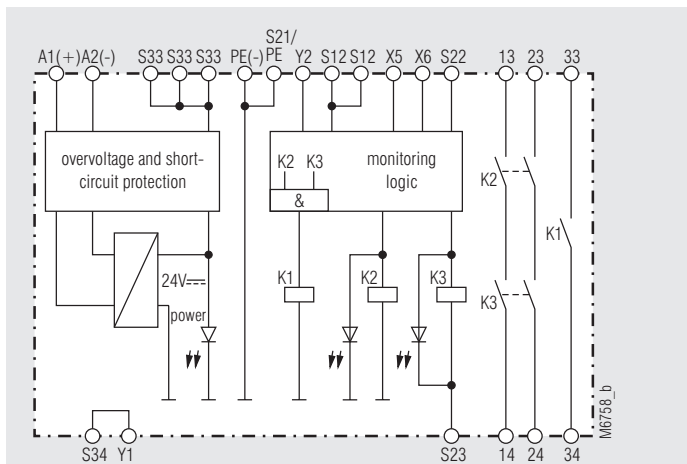 S21/
A1(+) A2(-) S33 S33 S33 PE(-) PE Y2 S12 S12 X5 X6 S22 13 23 33
overvoltage and short-
circuit protection
K2 K3
&
monitoring
logic
K2
K1
24V
power
K1 K2 K3
K3
M6758_b
S34 Y1 S23 14 24 34